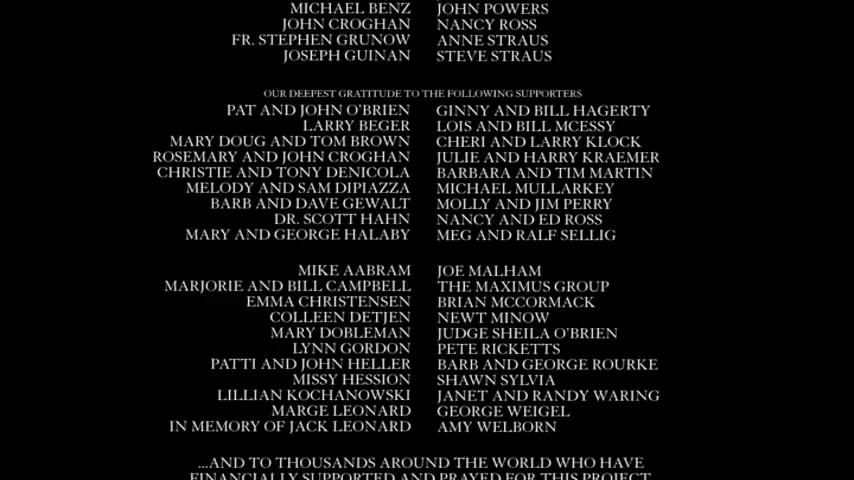 MICHAEL BENZ JOHN POWERS
JOHN CROGHAN NANCY ROSS
FR. STEPHEN GRUNOW ANNE STRAUS
JOSEPH GUINAN STEVE STRAUS
OUR DEEPEST GRATITUDE TO THE FOLLOWING SUPPORTERS
PAT AND JOHN O'BRIEN GINNY AND BILL HAGERTY
LARRY BEGER LOIS AND BILL MCESSY
MARY DOUG AND TOM BROWN CHERI AND LARRY KLOCK
ROSEMARY AND JOHN CROGHAN JULIE AND HARRY KRAEMER
CHRISTIE AND TONY DENICOLA BARBARA AND TIM MARTIN
MELODY AND SAM DIPIAZZA MICHAEL MULLARKEY
BARB AND DAVE GEWALT MOLLY AND JIM PERRY
DR. SCOTT HAHN NANCY AND ED ROSS
MARY AND GEORGE HALABY MEG AND RALF SELLIG
MIKE AABRAM JOE MALHAM
MARJORIE AND BILL CAMPBELL THE MAXIMUS GROUP
EMMA CHRISTENSEN BRIAN MCCORMACK
COLLEEN DETJEN NEWT MINOW
MARY DOBLEMAN JUDGE SHEILA O'BRIEN
LYNN GORDON PETE RICKETTS
PATTI AND JOHN HELLER BARB AND GEORGE ROURKE
MISSY HESSION SHAWN SYLVIA
LILLIAN KOCHANOWSKI JANET AND RANDY WARING
MARGE LEONARD GEORGE WEIGEL
IN MEMORY OF JACK LEONARD AMY WELBORN
...AND TO THOUSANDS AROUND THE WORLD WHO HAVE
FINANCIALLY SUPPORTED AND PRAYED FOR THIS PROJECT